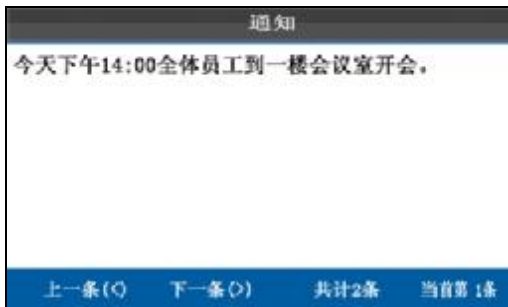 通知
今天下午14:00全体员工到一楼会议室开会。
上一条(<) 下一条(>) 共计2条 当前第 1条